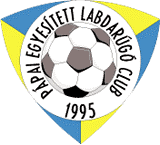 PÁPAI EGYESÍTETT LABDARÚGÓ CLUB
1995